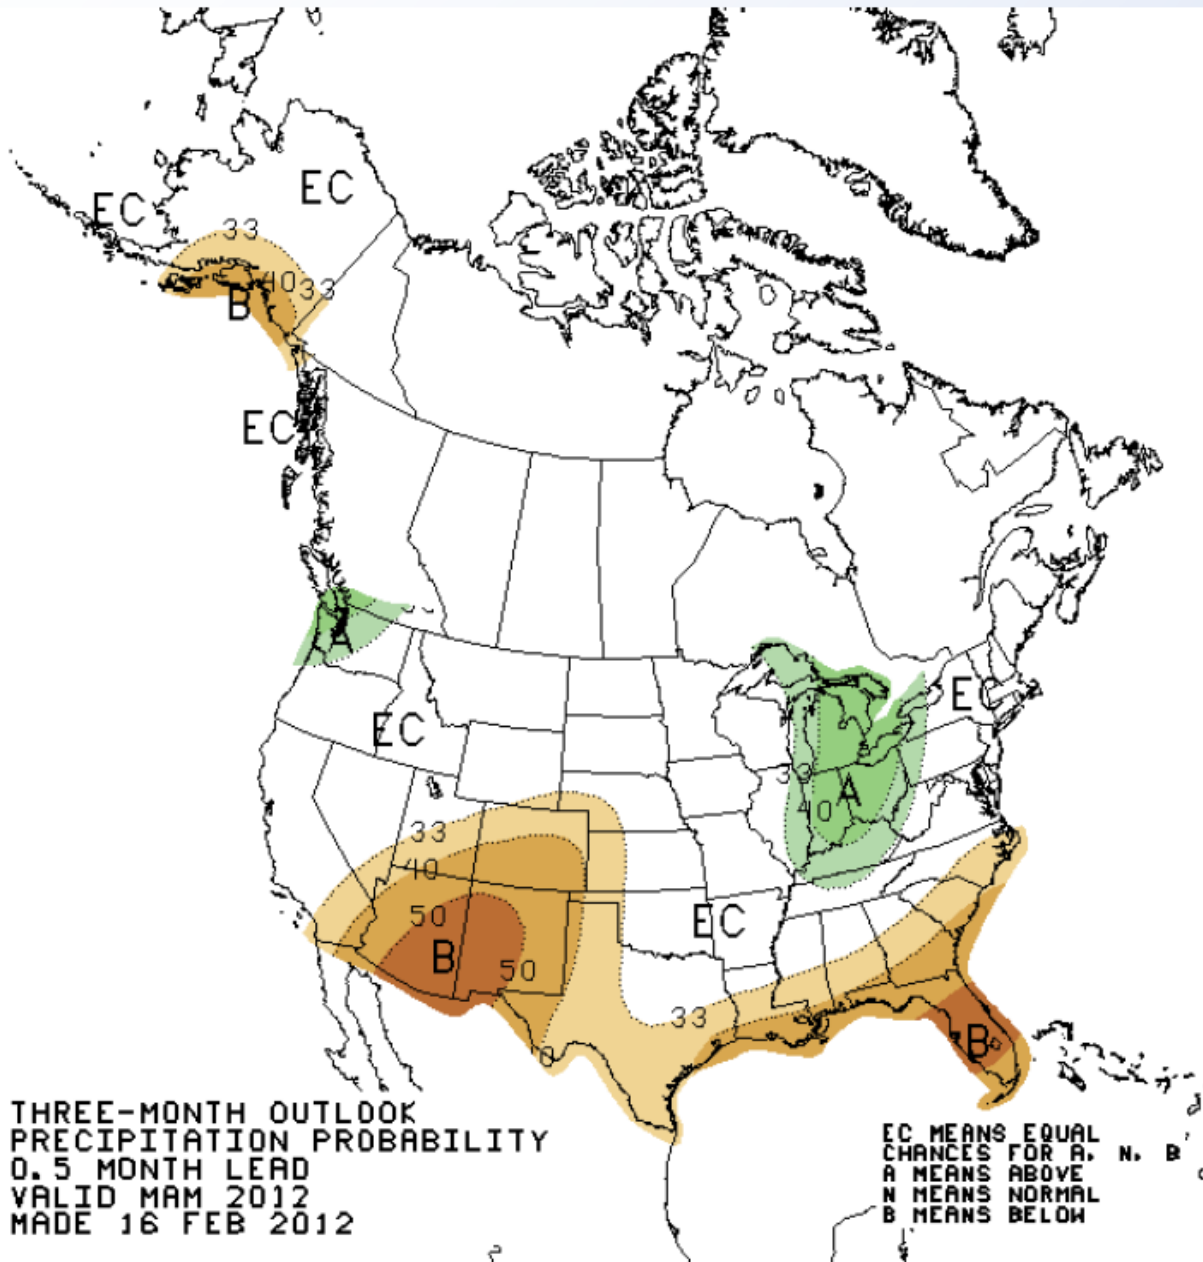 EC
EC
33
40
33
B
EC
A
EC
EC
33
A
40
33
40
50
EC
B
50
33
B
THREE-MONTH OUTLOOK
PRECIPITATION PROBABILITY
0.5 MONTH LEAD
VALID MAM 2012
MADE 16 FEB 2012
EC MEANS EQUAL
CHANCES FOR A, N, B
A MEANS ABOVE
N MEANS NORMAL
B MEANS BELOW